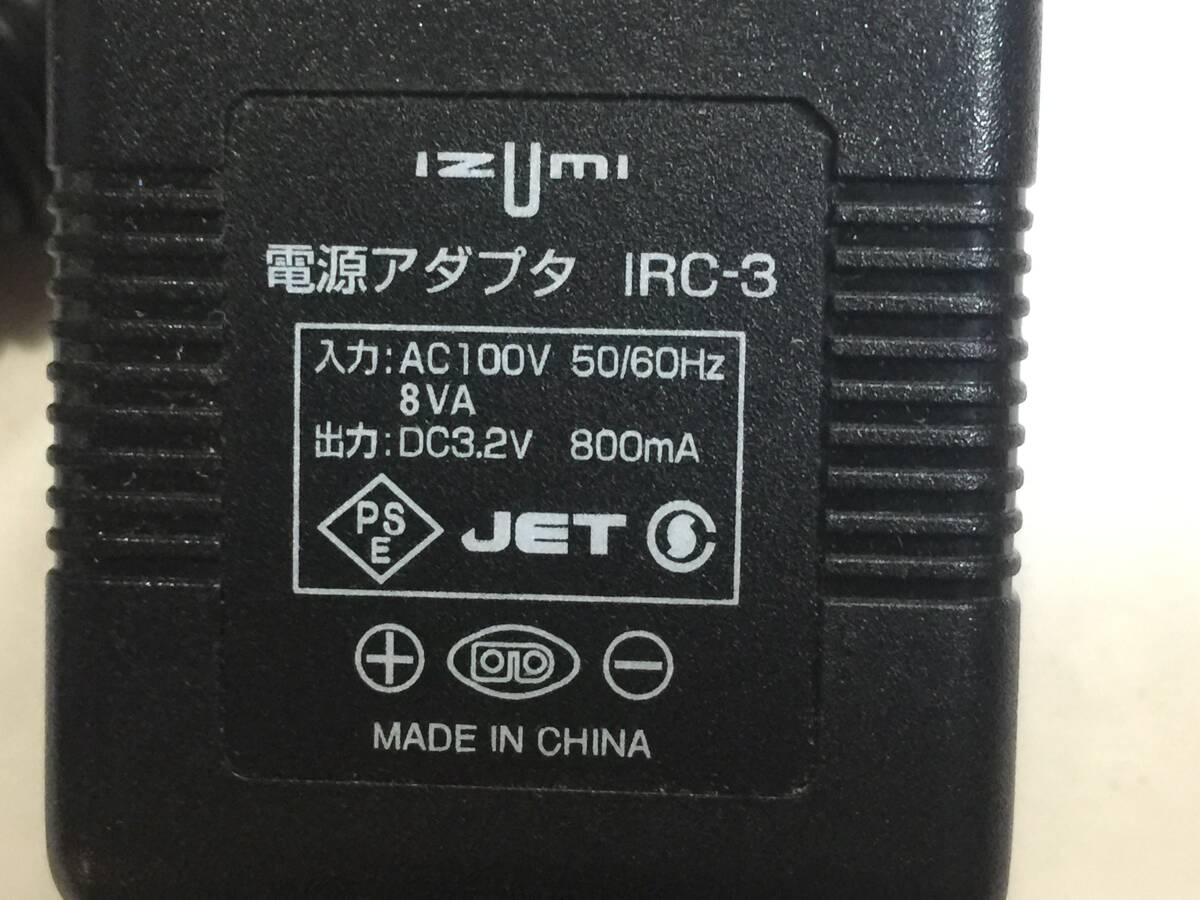 IZUMI
電源アダプタ IRC-3
入力:AC100V 50/60Hz
8VA
出力:DC3.2V 800mA
PS
E JET
MADE IN CHINA